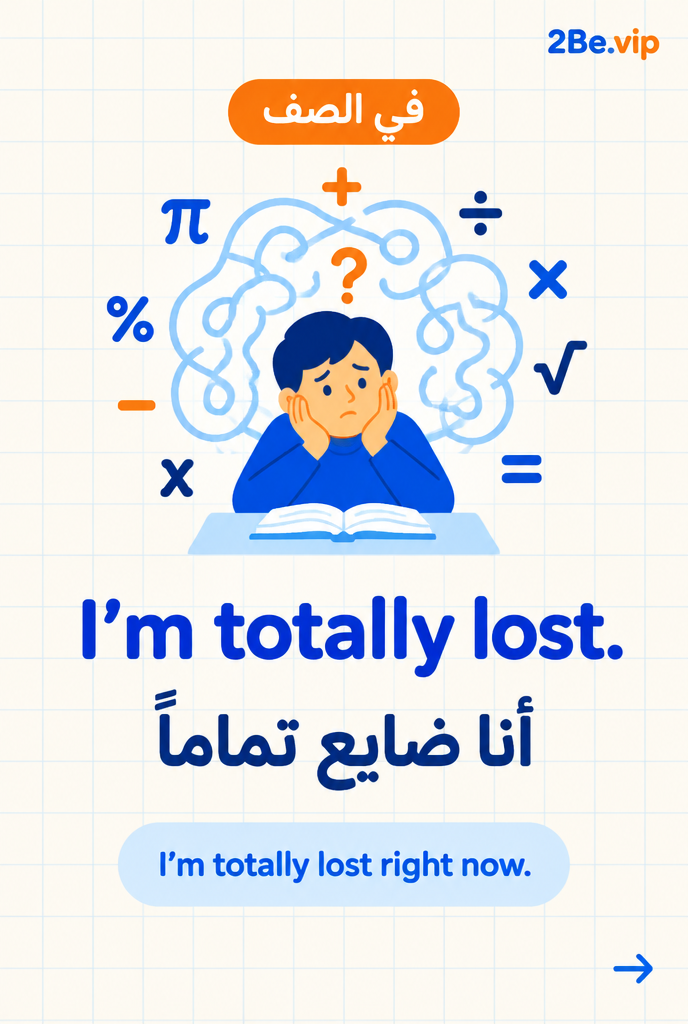 2Be.vip
في الصف
+
π
÷
?
×
%
√
−
x
=
I’m totally lost.
أنا ضايع تماماً
I’m totally lost right now.
→